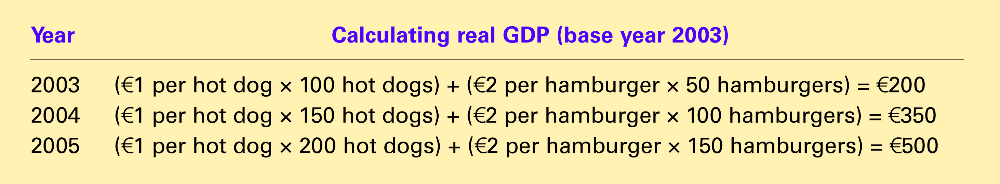 Year Calculating real GDP (base year 2003)
2003 (€1 per hot dog × 100 hot dogs) + (€2 per hamburger × 50 hamburgers) = €200
2004 (€1 per hot dog × 150 hot dogs) + (€2 per hamburger × 100 hamburgers) = €350
2005 (€1 per hot dog × 200 hot dogs) + (€2 per hamburger × 150 hamburgers) = €500